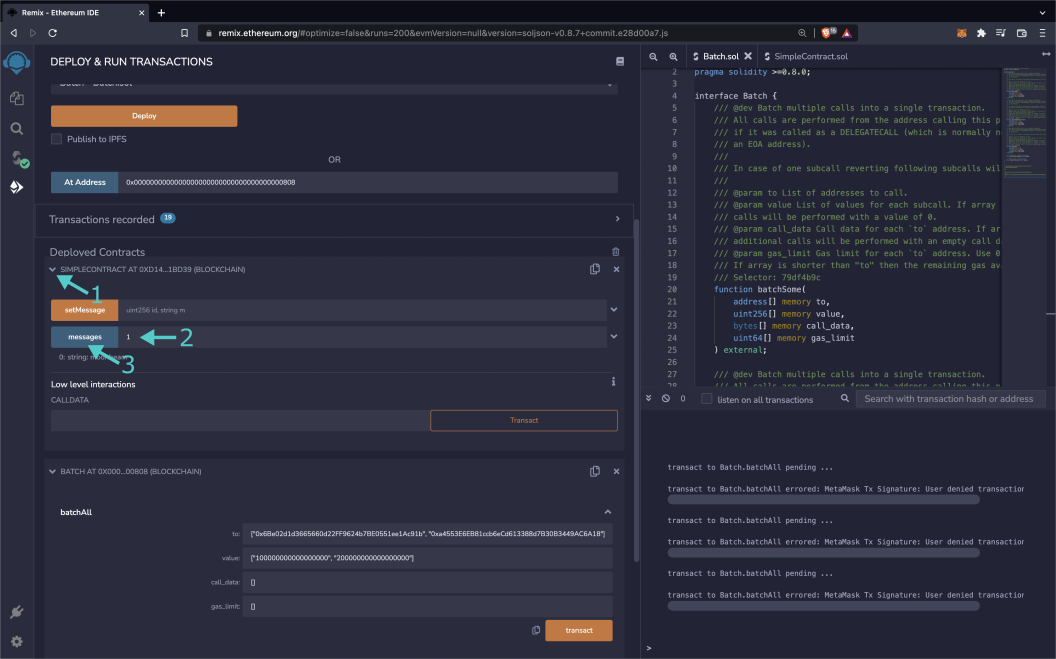 Remix - Ethereum IDE
remix.ethereum.org/#optimize=false&runs=200&evmVersion=null&version=soljson-v0.8.7+commit.e28d00a7.js
DEPLOY & RUN TRANSACTIONS
Deploy
Publish to IPFS
OR
At Address
0x0000000000000000000000000000000000000808
Transactions recorded
19
Deployed Contracts
SIMPLECONTRACT AT 0XD14...1BD39 (BLOCKCHAIN)
1
setMessage
uint256 id, string m
messages
1
2
0: string:
3
Low level interactions
i
CALLDATA
Transact
BATCH AT 0X000...00808 (BLOCKCHAIN)
batchAll
to:
["0x6Be02d1d3665660d22FF9624b7BE0551ee1Ac91b", "0xa4553E6EB81ccb6eCd613388d7B30B3449AC6A18"]
value:
["1000000000000000000", "2000000000000000000"]
call_data:
[]
gas_limit:
[]
transact
Batch.sol
SimpleContract.sol
2 pragma solidity >=0.8.0;
3
4 interface Batch {
5 /// @dev Batch multiple calls into a single transaction.
6 /// All calls are performed from the address calling this p
7 /// if it was called as a DELEGATECALL (which is normally n
8 /// an EOA address).
9 ///
10 /// In case of one subcall reverting following subcalls wil
11 ///
12 /// @param to List of addresses to call.
13 /// @param value List of values for each subcall. If array
14 /// calls will be performed with a value of 0.
15 /// @param call_data Call data for each `to` address. If ar
16 /// additional calls will be performed with an empty call d
17 /// @param gas_limit Gas limit for each `to` address. Use 0
18 /// If array is shorter than "to" then the remaining gas av
19 /// Selector: 79df4b9c
20 function batchSome(
21 address[] memory to,
22 uint256[] memory value,
23 bytes[] memory call_data,
24 uint64[] memory gas_limit
25 ) external;
26
27 /// @dev Batch multiple calls into a single transaction.
28 /// All calls are performed from the address calling this p
0
listen on all transactions
Search with transaction hash or address
transact to Batch.batchAll pending ...
transact to Batch.batchAll errored: MetaMask Tx Signature: User denied transaction
transact to Batch.batchAll pending ...
transact to Batch.batchAll errored: MetaMask Tx Signature: User denied transaction
transact to Batch.batchAll pending ...
transact to Batch.batchAll errored: MetaMask Tx Signature: User denied transaction
>